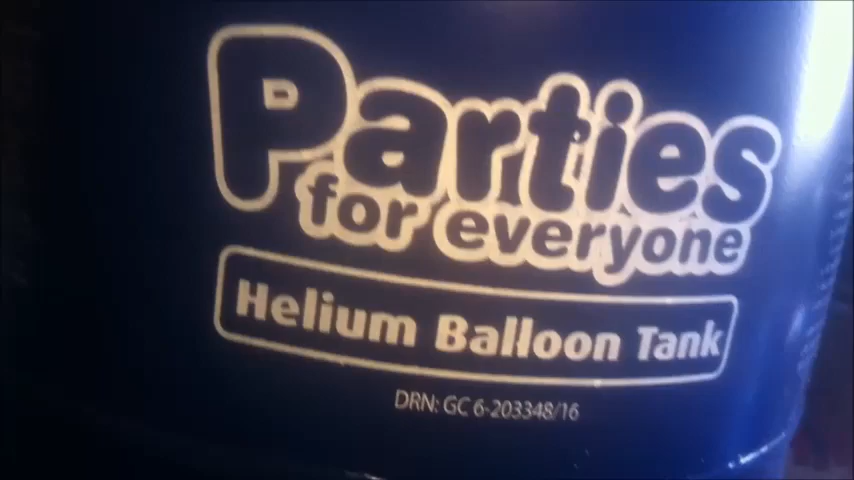 Parties
for everyone
Helium Balloon Tank
DRN: GC 6-203348/16